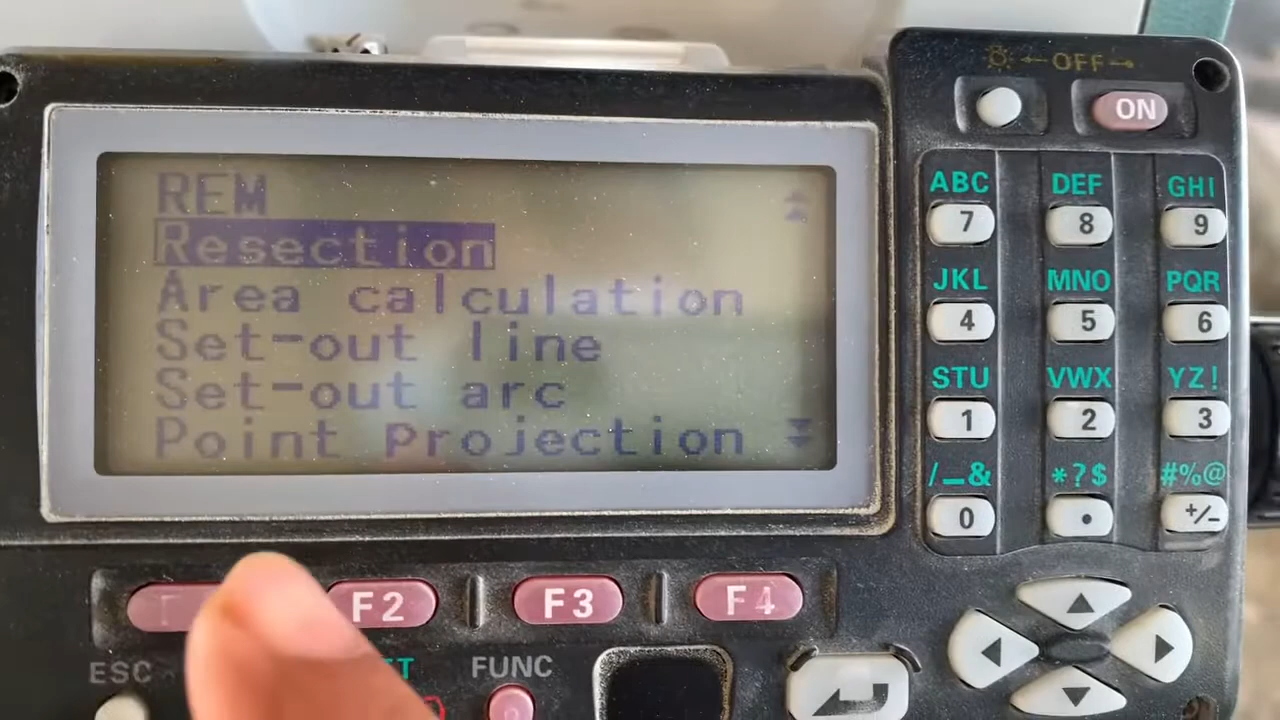 REM
Resection
Area calculation
Set-out line
Set-out arc
Point Projection
OFF
ON
ABC DEF GHI
7 8 9
JKL MNO PQR
4 5 6
STU VWX YZ!
1 2 3
/_& *?$ #%@
0 . +/-
F2 F3 F4
ESC FUNC